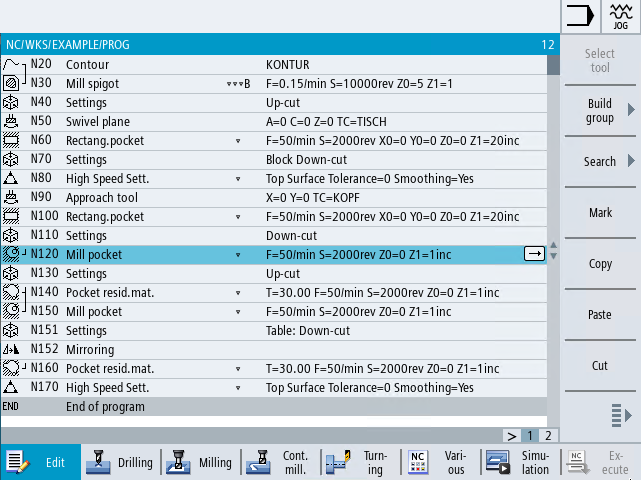 JOG
NC/WKS/EXAMPLE/PROG 12
N20 Contour KONTUR
N30 Mill spigot ▿▿▿B F=0.15/min S=10000rev Z0=5 Z1=1
N40 Settings Up-cut
N50 Swivel plane A=0 C=0 Z=0 TC=TISCH
N60 Rectang.pocket ▿ F=50/min S=2000rev X0=0 Y0=0 Z0=0 Z1=20inc
N70 Settings Block Down-cut
N80 High Speed Sett. ▿ Top Surface Tolerance=0 Smoothing=Yes
N90 Approach tool X=0 Y=0 TC=KOPF
N100 Rectang.pocket ▿ F=50/min S=2000rev X0=0 Y0=0 Z0=0 Z1=20inc
N110 Settings Down-cut
N120 Mill pocket ▿ F=50/min S=2000rev Z0=0 Z1=1inc →
N130 Settings Up-cut
N140 Pocket resid.mat. ▿ T=30.00 F=50/min S=2000rev Z0=0 Z1=1inc
N150 Mill pocket ▿ F=50/min S=2000rev Z0=0 Z1=1inc
N151 Settings Table: Down-cut
N152 Mirroring
N160 Pocket resid.mat. ▿ T=30.00 F=50/min S=2000rev Z0=0 Z1=1inc
N170 High Speed Sett. ▿ Top Surface Tolerance=0 Smoothing=Yes
END End of program
> 1 2
Select
tool
Build
group
Search
Mark
Copy
Paste
Cut
Edit
Drilling
Milling
Cont.
mill.
Turn-
ing
NC
Vari-
ous
Simu-
lation
NC
Ex-
ecute